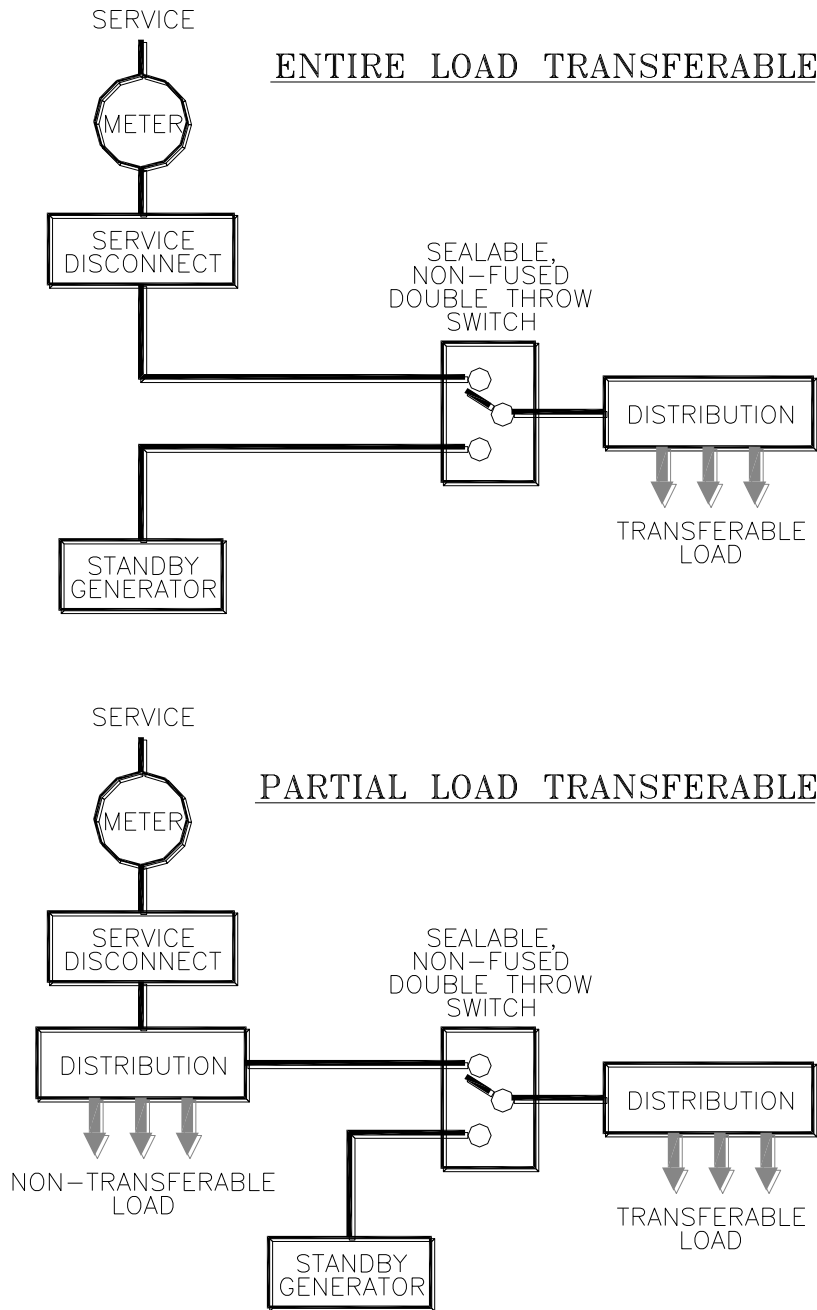 SERVICE
ENTIRE LOAD TRANSFERABLE
METER
SERVICE
DISCONNECT
SEALABLE,
NON-FUSED
DOUBLE THROW
SWITCH
DISTRIBUTION
TRANSFERABLE
LOAD
STANDBY
GENERATOR
SERVICE
PARTIAL LOAD TRANSFERABLE
METER
SERVICE
DISCONNECT
SEALABLE,
NON-FUSED
DOUBLE THROW
SWITCH
DISTRIBUTION
DISTRIBUTION
NON-TRANSFERABLE
LOAD
TRANSFERABLE
LOAD
STANDBY
GENERATOR